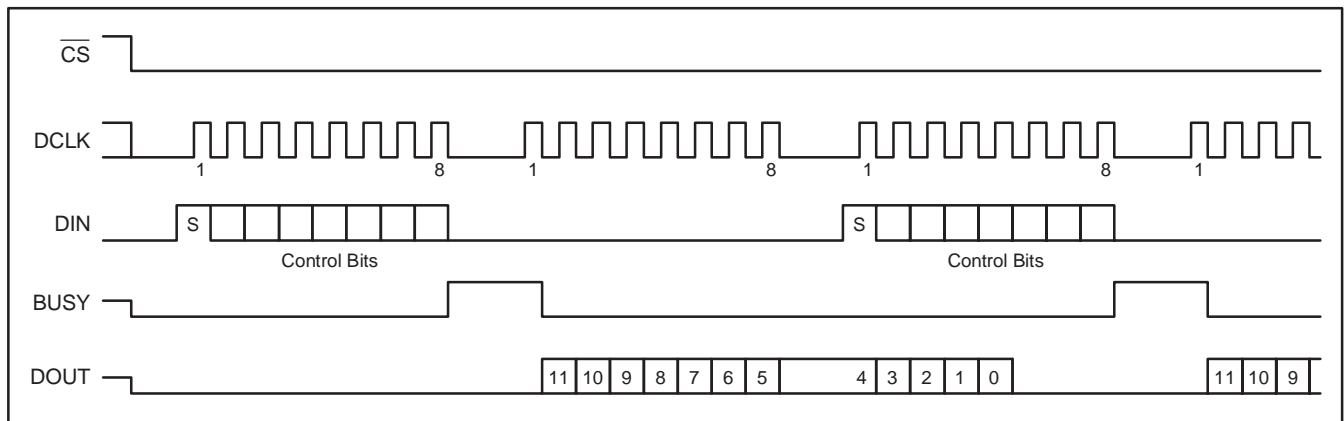 CS
DCLK
1 8 1 8 1 8 1
DIN
S S
Control Bits Control Bits
BUSY
DOUT
11 10 9 8 7 6 5 4 3 2 1 0 11 10 9